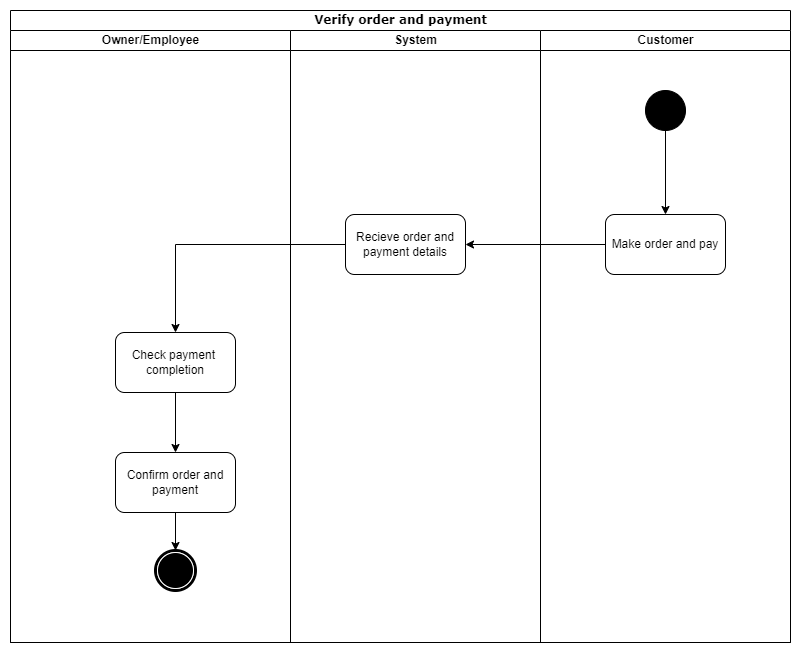 Verify order and payment
Owner/Employee
System
Customer
Recieve order and
payment details
Make order and pay
Check payment
completion
Confirm order and
payment